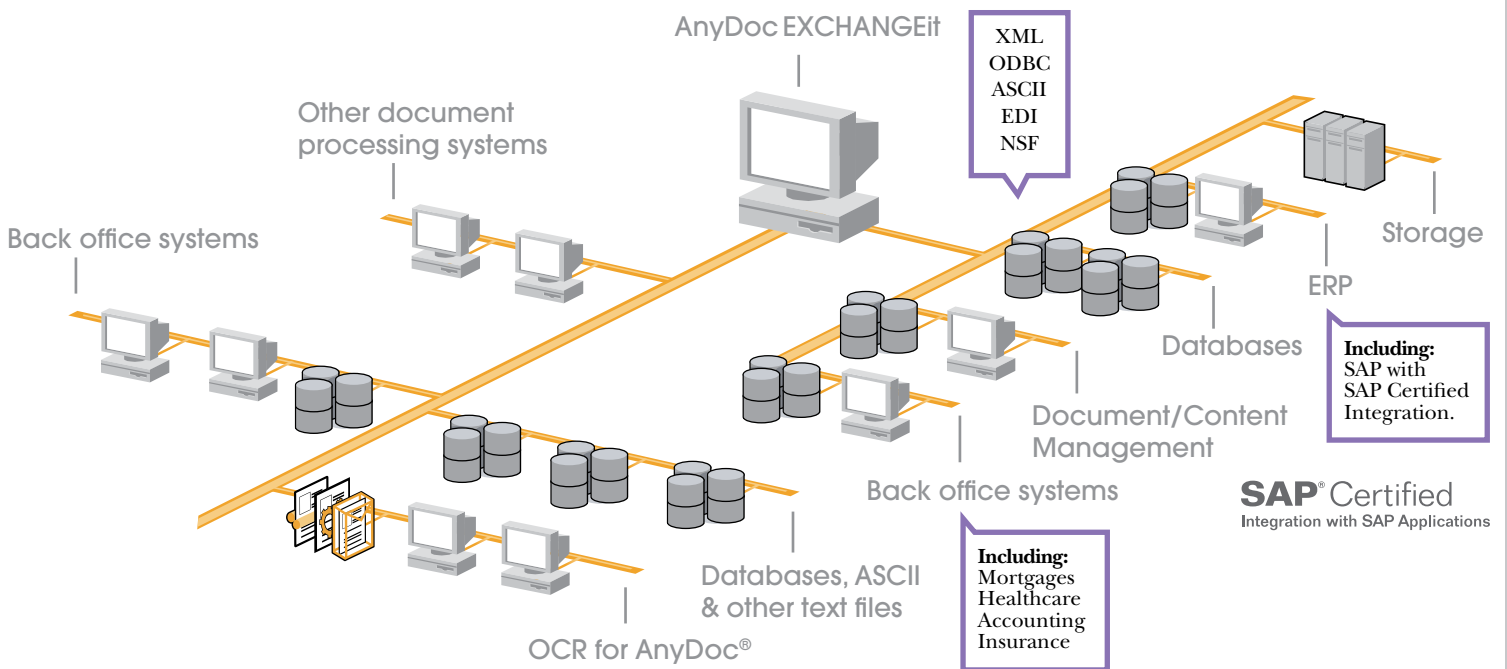 AnyDoc EXCHANGEit
XML
ODBC
ASCII
EDI
NSF
Other document
processing systems
Back office systems
Storage
ERP
Databases
Including:
SAP with
SAP Certified
Integration.
Document/Content
Management
Back office systems
SAP® Certified
Integration with SAP Applications
Including:
Mortgages
Healthcare
Accounting
Insurance
Databases, ASCII
& other text files
OCR for AnyDoc®